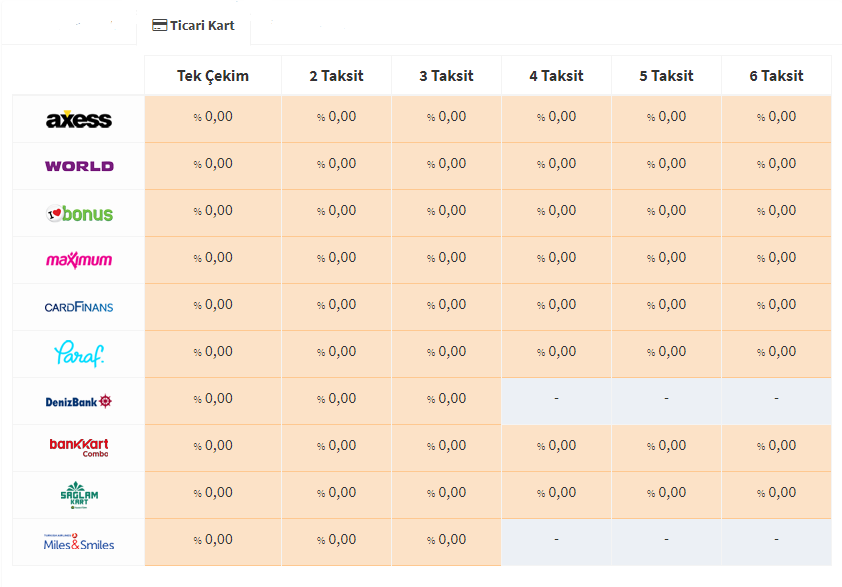 Ticari Kart
Tek Çekim 2 Taksit 3 Taksit 4 Taksit 5 Taksit 6 Taksit
axess % 0,00 % 0,00 % 0,00 % 0,00 % 0,00 % 0,00
WORLD % 0,00 % 0,00 % 0,00 % 0,00 % 0,00 % 0,00
I bonus % 0,00 % 0,00 % 0,00 % 0,00 % 0,00 % 0,00
maximum % 0,00 % 0,00 % 0,00 % 0,00 % 0,00 % 0,00
CARDFINANS % 0,00 % 0,00 % 0,00 % 0,00 % 0,00 % 0,00
Paraf. % 0,00 % 0,00 % 0,00 % 0,00 % 0,00 % 0,00
DenizBank % 0,00 % 0,00 % 0,00 - - -
bankKart Combo % 0,00 % 0,00 % 0,00 % 0,00 % 0,00 % 0,00
SAĞLAM KART % 0,00 % 0,00 % 0,00 % 0,00 % 0,00 % 0,00
TURKISH AIRLINES Miles&Smiles % 0,00 % 0,00 % 0,00 - - -